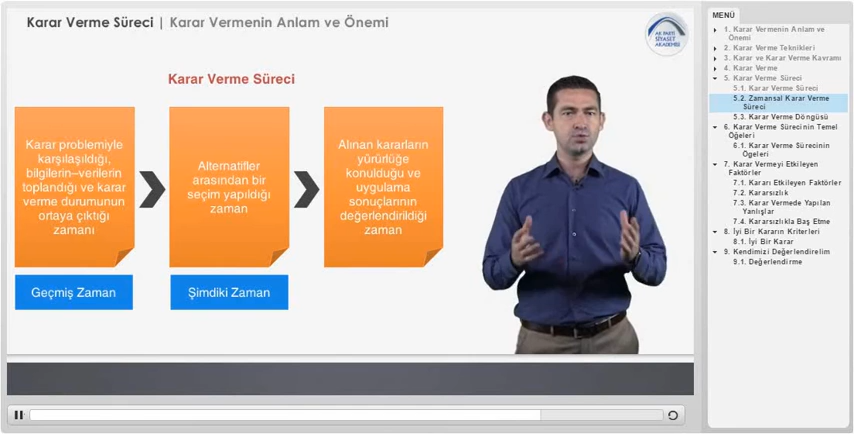 Karar Verme Süreci | Karar Vermenin Anlam ve Önemi
AK PARTİ
SİYASET
AKADEMİSİ
Karar Verme Süreci
Karar problemiyle
karşılaşıldığı,
bilgilerin–verilerin
toplandığı ve karar
verme durumunun
ortaya çıktığı
zamanı
Alternatifler
arasından bir
seçim yapıldığı
zaman
Alınan kararların
yürürlüğe
konulduğu ve
uygulama
sonuçlarının
değerlendirildiği
zaman
Geçmiş Zaman
Şimdiki Zaman
MENÜ
1. Karar Vermenin Anlam ve
Önemi
2. Karar Verme Teknikleri
3. Karar ve Karar Verme Kavramı
4. Karar Verme
5. Karar Verme Süreci
5.1. Karar Verme Süreci
5.2. Zamansal Karar Verme
Süreci
5.3. Karar Verme Döngüsü
6. Karar Verme Sürecinin Temel
Öğeleri
6.1. Karar Verme Sürecinin
Ögeleri
7. Karar Vermeyi Etkileyen
Faktörler
7.1. Kararı Etkileyen Faktörler
7.2. Kararsızlık
7.3. Karar Vermede Yapılan
Yanlışlar
7.4. Kararsızlıkla Baş Etme
8. İyi Bir Kararın Kriterleri
8.1. İyi Bir Karar
9. Kendimizi Değerlendirelim
9.1. Değerlendirme